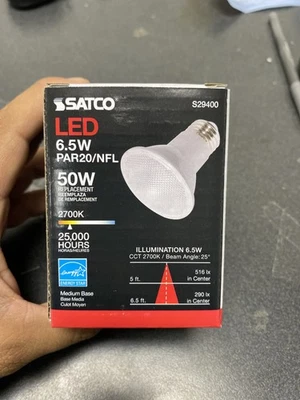 SATCO
S29400
LED
6.5W
PAR20/NFL
50W
REPLACEMENT
REEMPLAZA
DE REMPLACEMENT
2700K
25,000
HOURS
HORAS/HEURES
ENERGY STAR
Medium Base
Base Media
Culot Moyen
ILLUMINATION 6.5W
CCT 2700K / Beam Angle: 25°
5 ft.
516 lx
in Center
6.5 ft.
290 lx
in Center